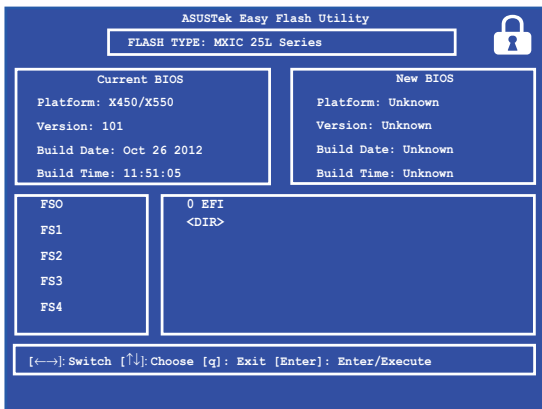 ASUSTek Easy Flash Utility
FLASH TYPE: MXIC 25L Series
Current BIOS
Platform: X450/X550
Version: 101
Build Date: Oct 26 2012
Build Time: 11:51:05
New BIOS
Platform: Unknown
Version: Unknown
Build Date: Unknown
Build Time: Unknown
FSO
FS1
FS2
FS3
FS4
0 EFI
<DIR>
[←→]: Switch [↑↓]: Choose [q]: Exit [Enter]: Enter/Execute